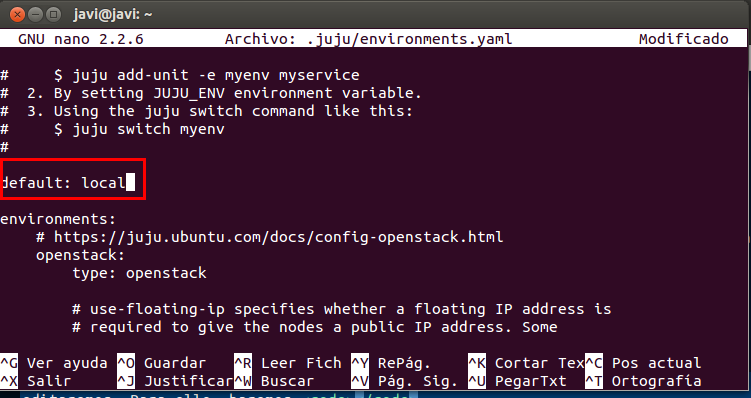 javi@javi: ~
GNU nano 2.2.6 Archivo: .juju/environments.yaml Modificado
#     $ juju add-unit -e myenv myservice
#  2. By setting JUJU_ENV environment variable.
#  3. Using the juju switch command like this:
#     $ juju switch myenv
#
default: local
environments:
    # https://juju.ubuntu.com/docs/config-openstack.html
    openstack:
        type: openstack
        # use-floating-ip specifies whether a floating IP address is
        # required to give the nodes a public IP address. Some
^G Ver ayuda ^O Guardar ^R Leer Fich ^Y RePág. ^K Cortar Tex^C Pos actual
^X Salir ^J Justificar^W Buscar ^V Pág. Sig. ^U PegarTxt ^T Ortografía